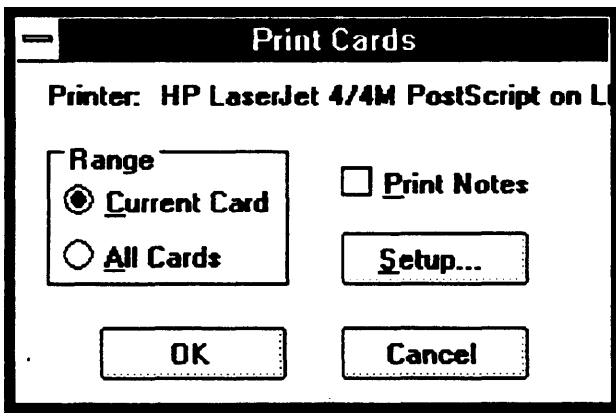 Print Cards
Printer: HP LaserJet 4/4M PostScript on L
Range
Current Card
All Cards
Print Notes
Setup...
OK
Cancel